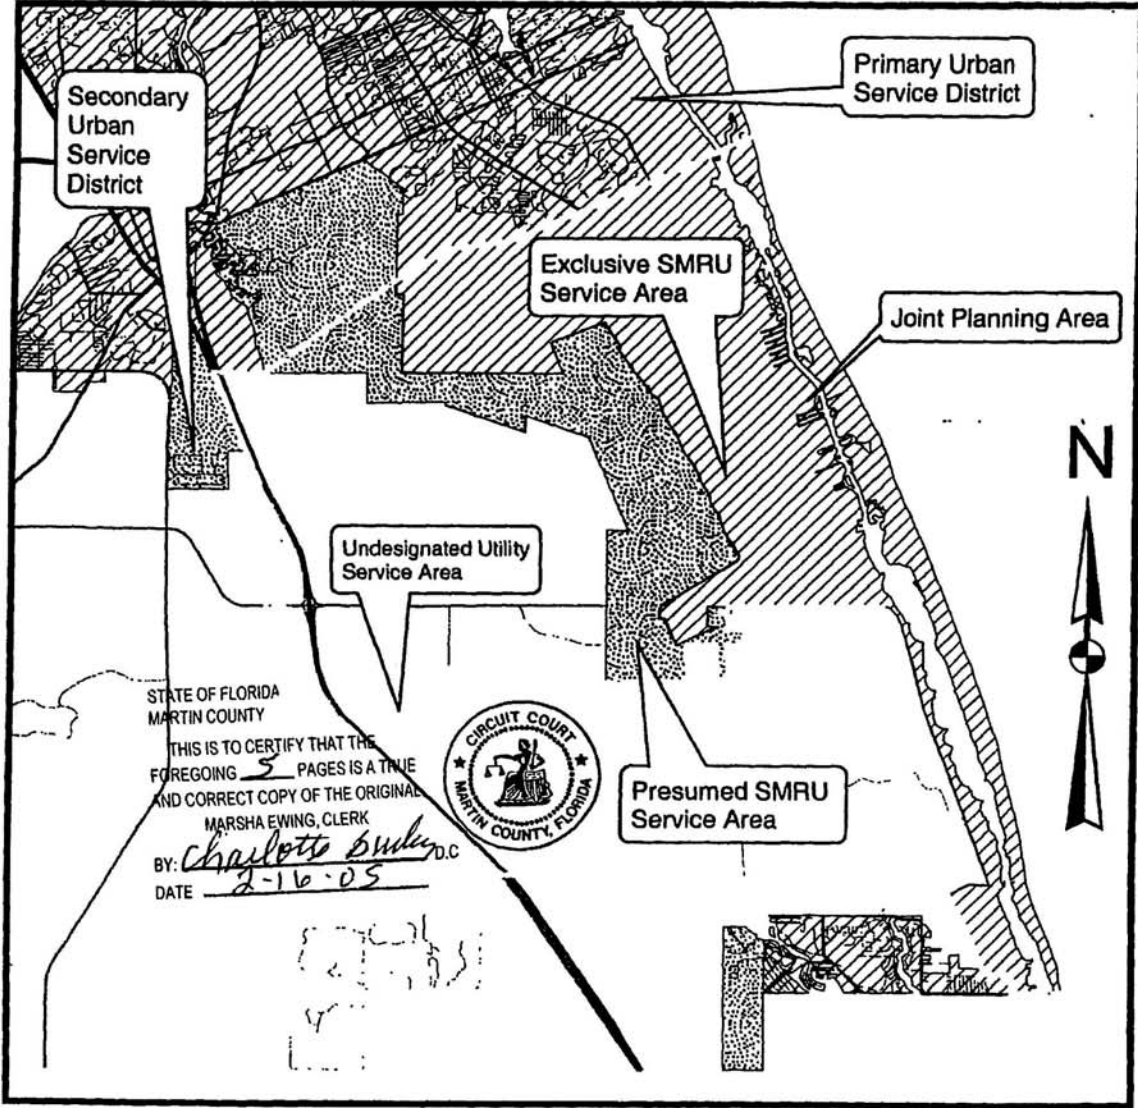 Secondary
Urban
Service
District
Primary Urban
Service District
Exclusive SMRU
Service Area
Joint Planning Area
N
Undesignated Utility
Service Area
STATE OF FLORIDA
MARTIN COUNTY
THIS IS TO CERTIFY THAT THE
FOREGOING 5 PAGES IS A TRUE
AND CORRECT COPY OF THE ORIGINAL
MARSHA EWING, CLERK
BY: Charlotte D.C
DATE 2-16-05
CIRCUIT COURT
MARTIN COUNTY, FLORIDA
Presumed SMRU
Service Area